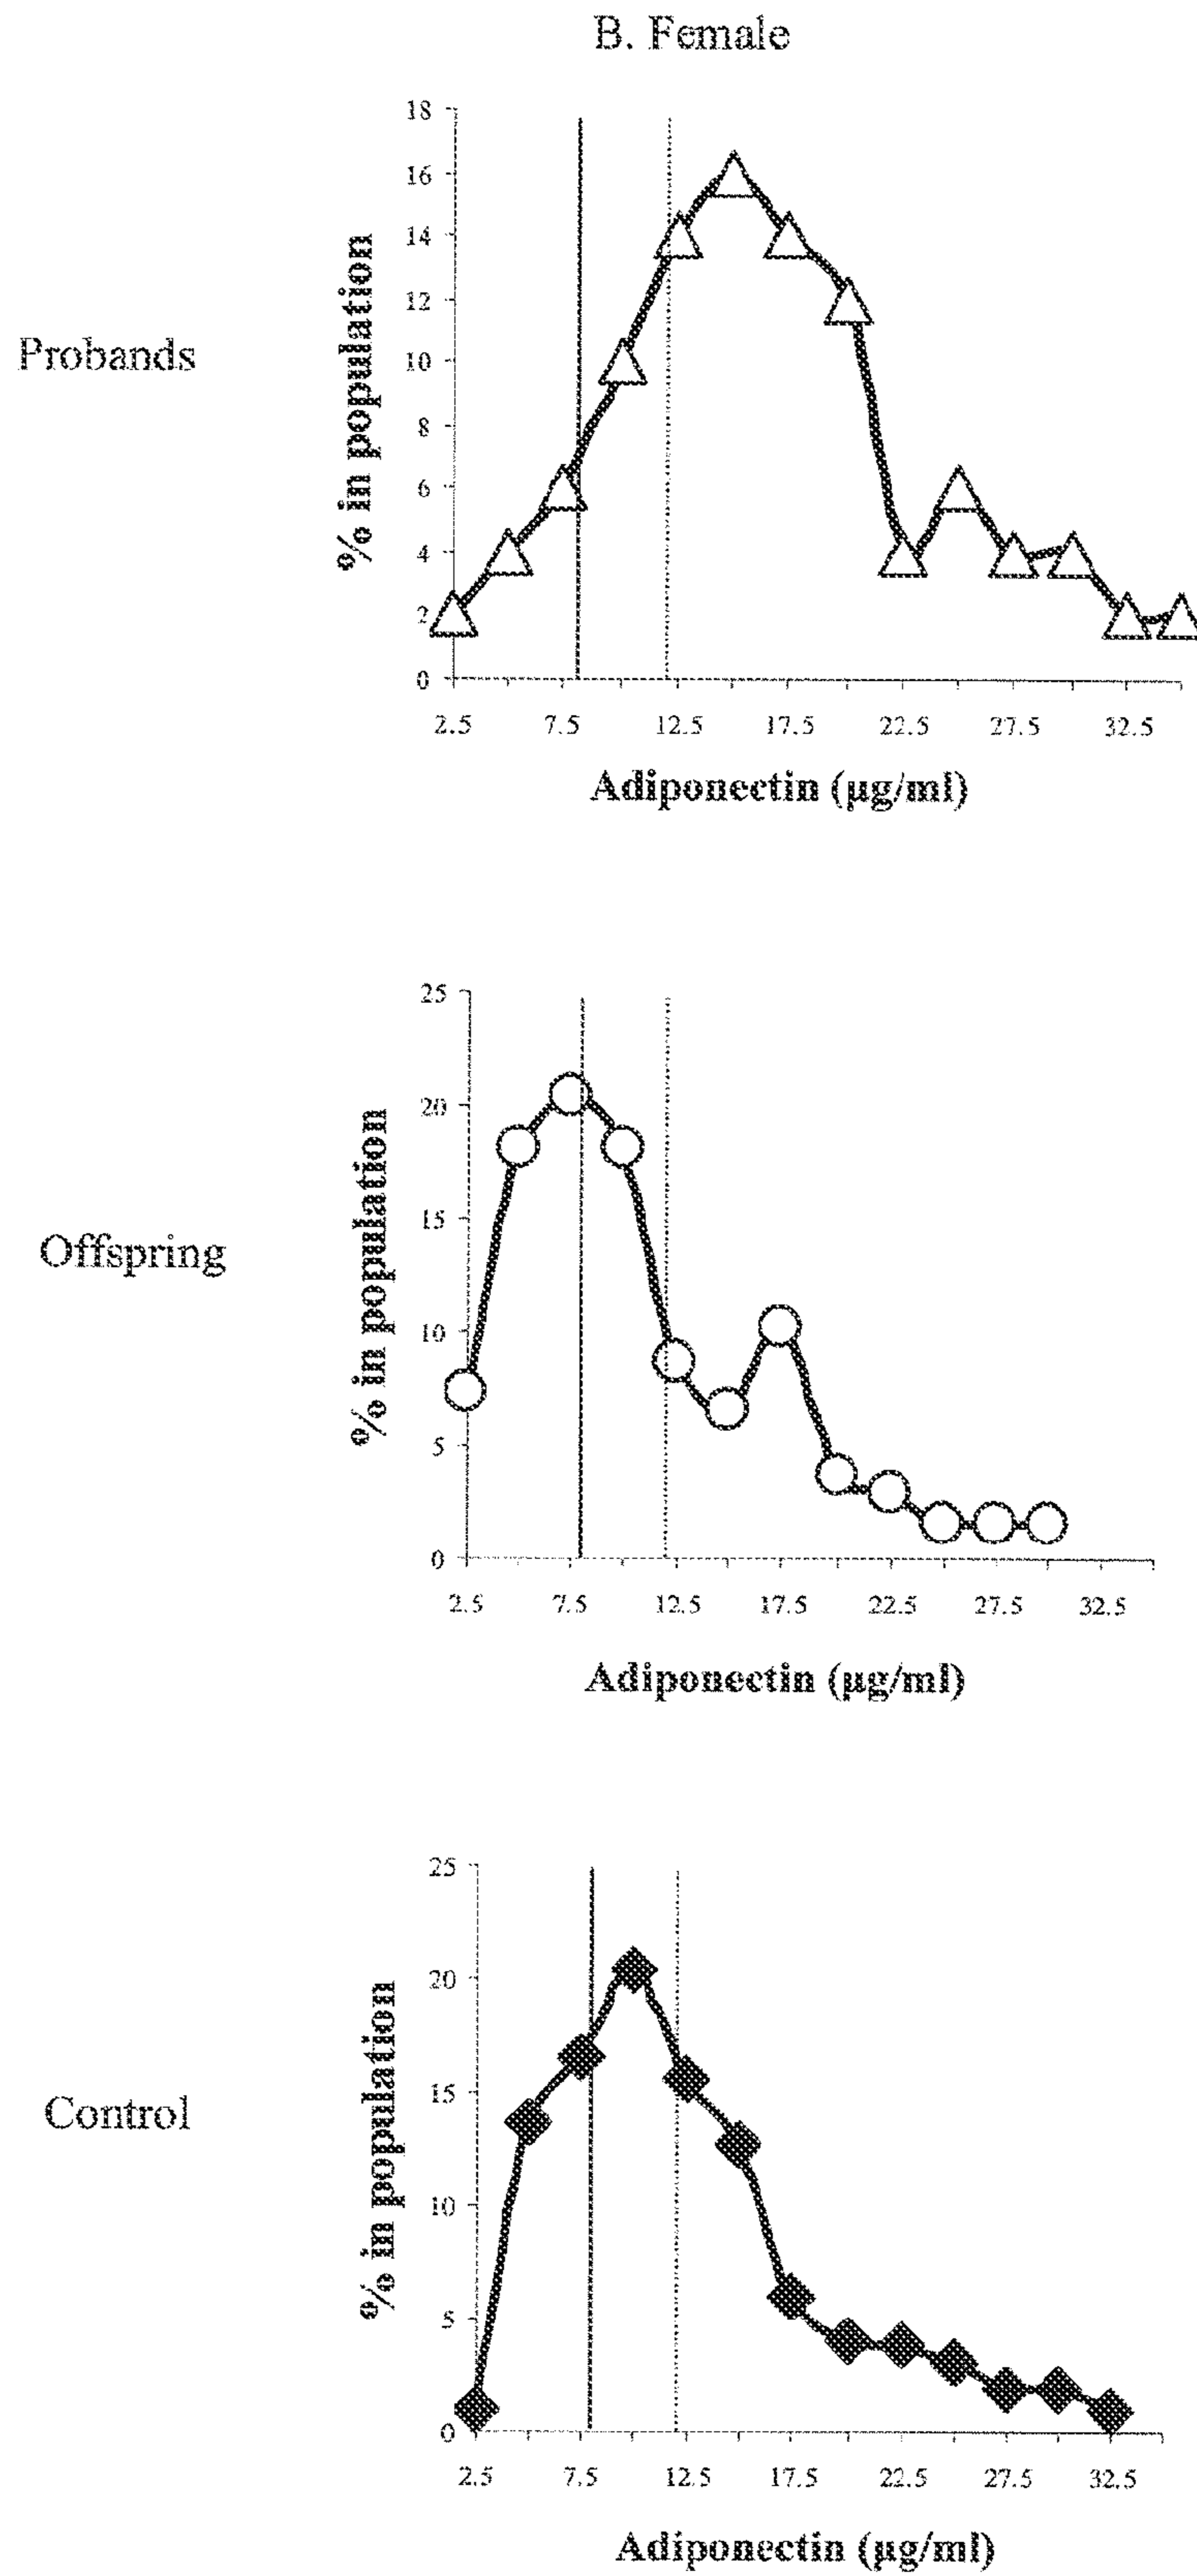 B. Female
Probands
% in population
18
16
14
12
10
8
6
4
2
0
2.5 7.5 12.5 17.5 22.5 27.5 32.5
Adiponectin (µg/ml)
Offspring
% in population
25
20
15
10
5
0
2.5 7.5 12.5 17.5 22.5 27.5 32.5
Adiponectin (µg/ml)
Control
% in population
25
20
15
10
5
0
2.5 7.5 12.5 17.5 22.5 27.5 32.5
Adiponectin (µg/ml)